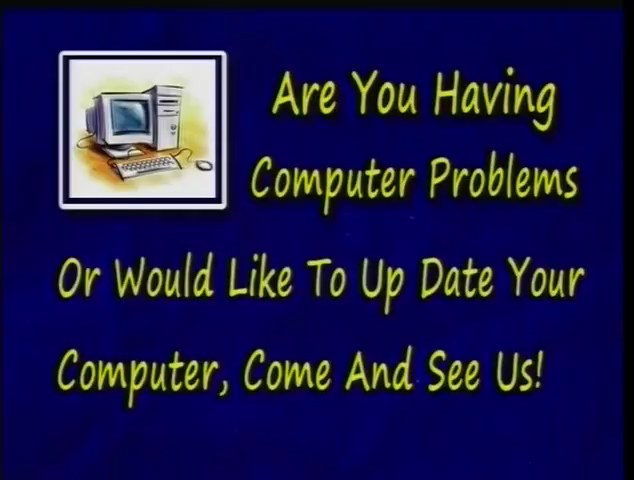 Are You Having
Computer Problems
Or Would Like To Up Date Your
Computer, Come And See Us!